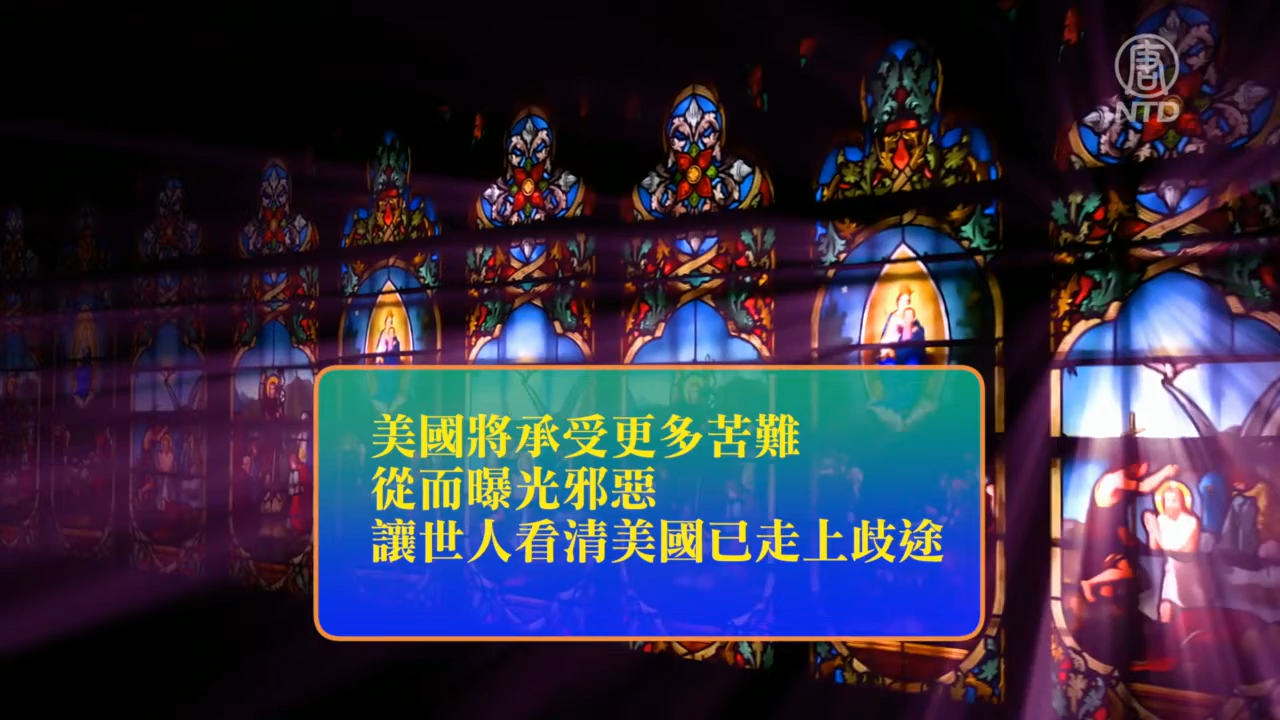 唐
NTD
美國將承受更多苦難
從而曝光邪惡
讓世人看清美國已走上歧途